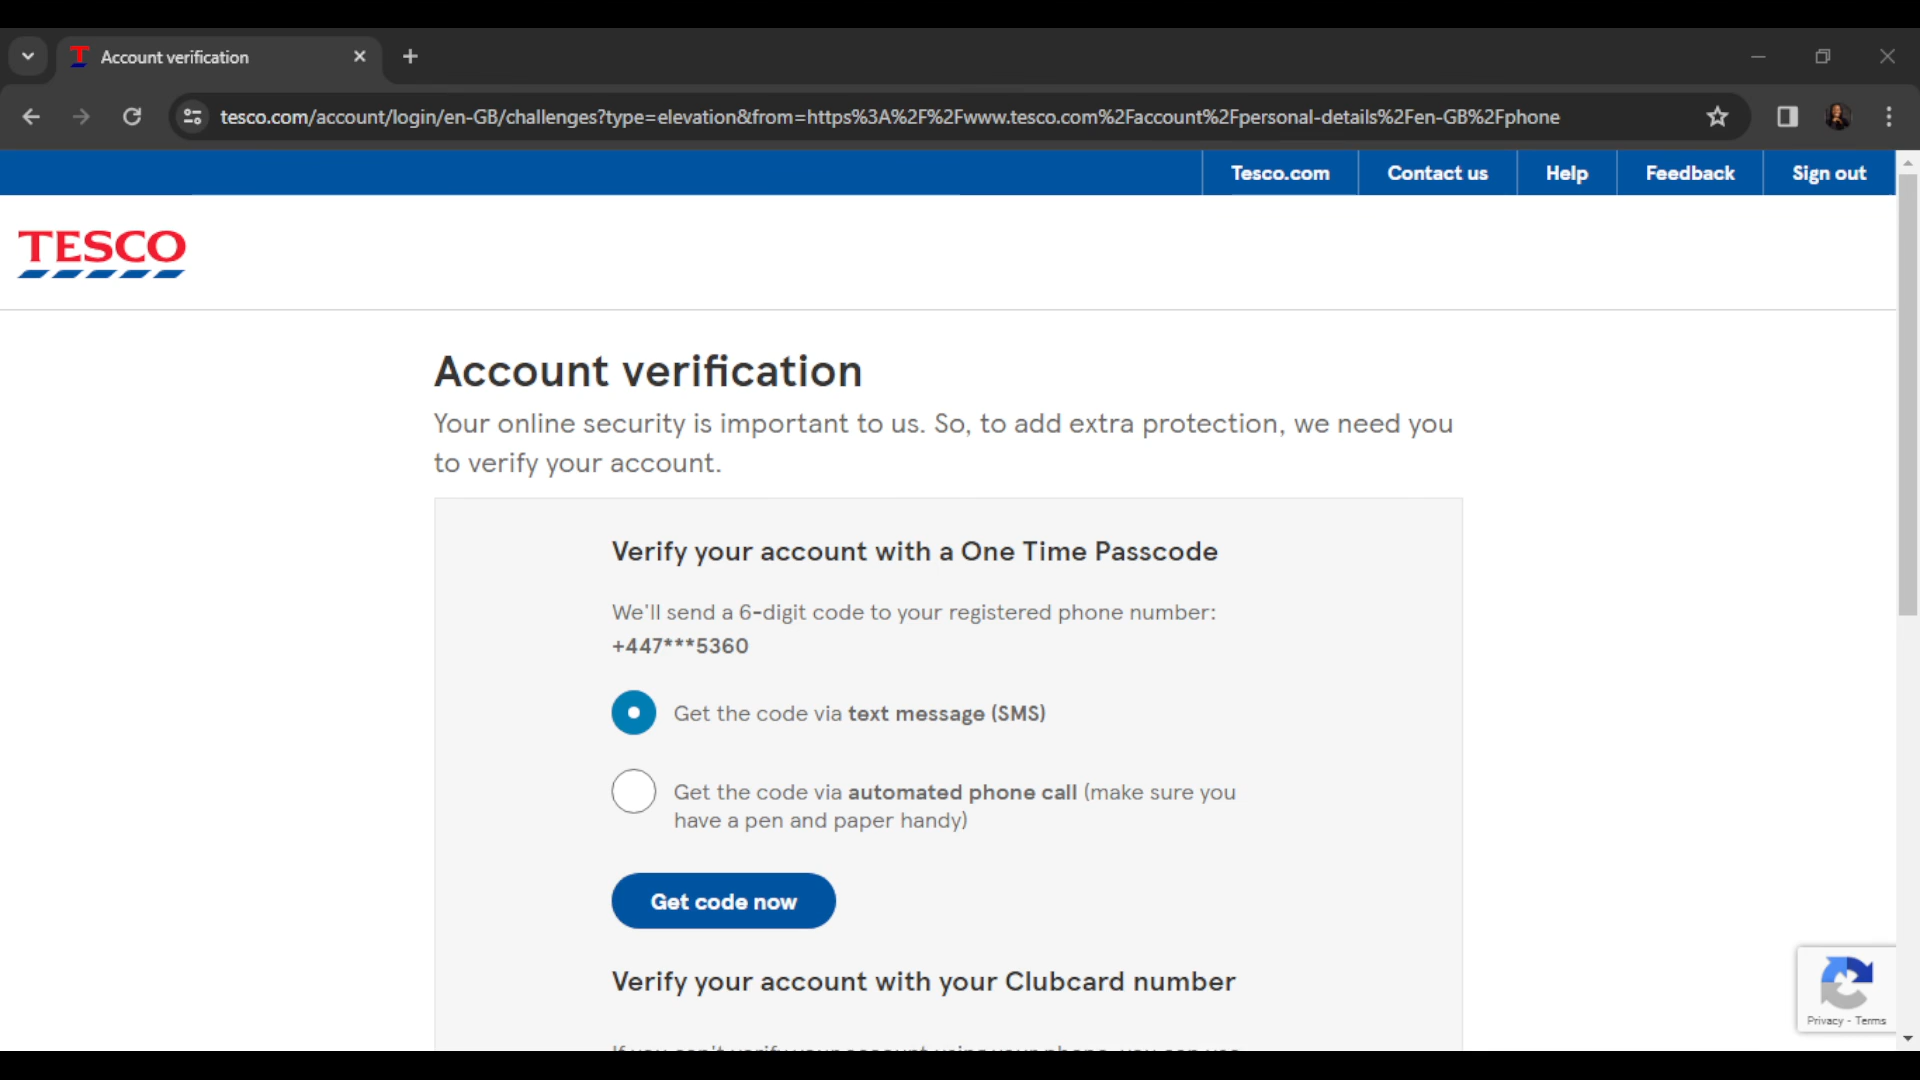 Account verification
tesco.com/account/login/en-GB/challenges?type=elevation&from=https%3A%2F%2Fwww.tesco.com%2Faccount%2Fpersonal-details%2Fen-GB%2Fphone
Tesco.com Contact us Help Feedback Sign out
TESCO
Account verification
Your online security is important to us. So, to add extra protection, we need you
to verify your account.
Verify your account with a One Time Passcode
We'll send a 6-digit code to your registered phone number:
+447***5360
Get the code via text message (SMS)
Get the code via automated phone call (make sure you
have a pen and paper handy)
Get code now
Verify your account with your Clubcard number
Privacy - Terms